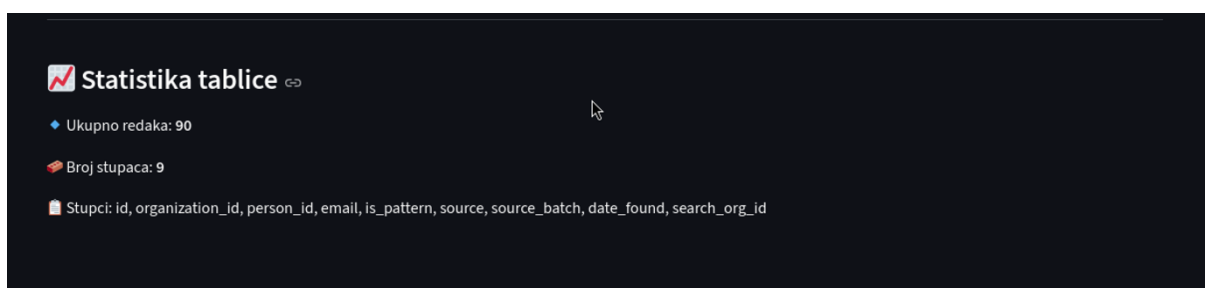 Statistika tablice
Ukupno redaka: 90
Broj stupaca: 9
Stupci: id, organization_id, person_id, email, is_pattern, source, source_batch, date_found, search_org_id